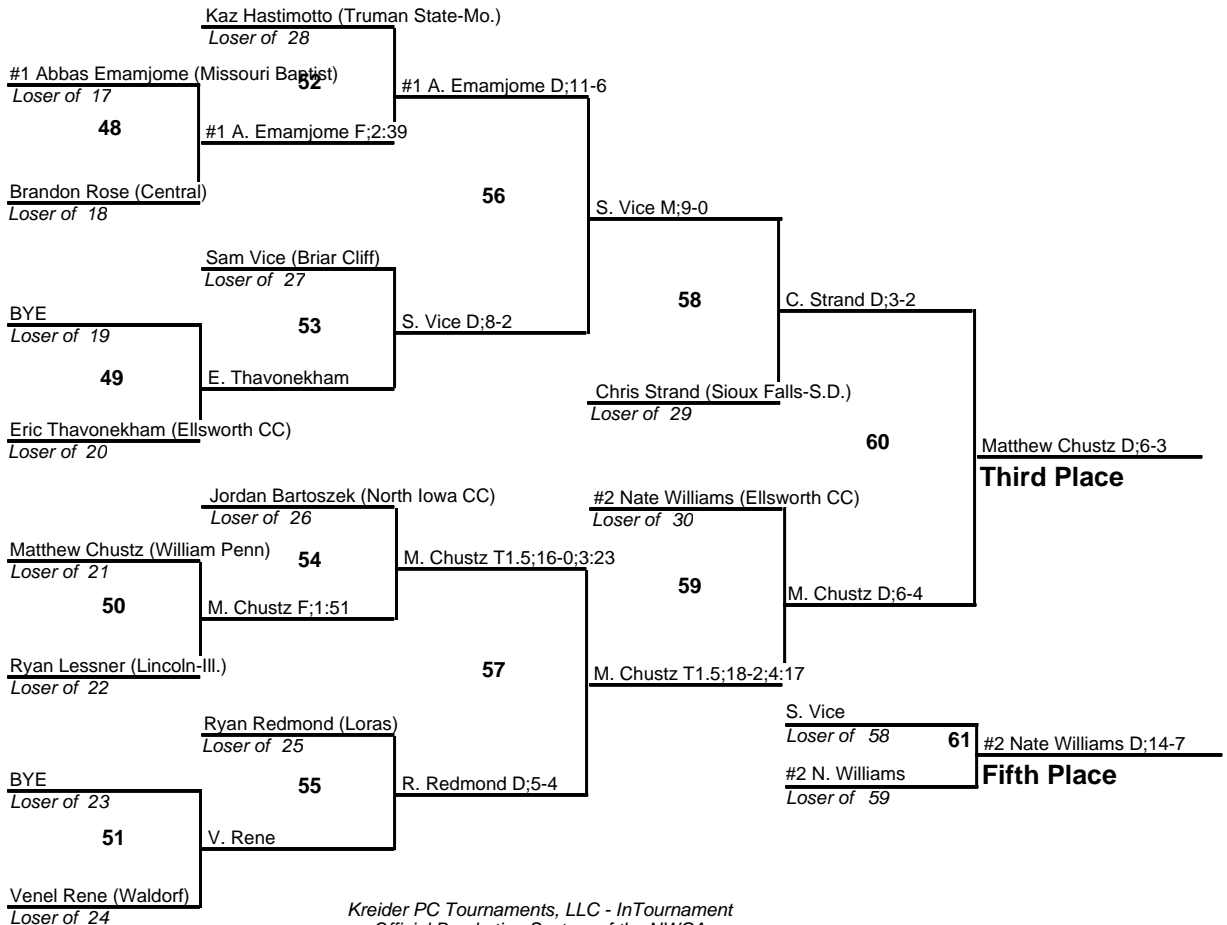 Kaz Hastimotto (Truman State-Mo.)
Loser of 28
#1 Abbas Emamjome (Missouri Baptist)
52
#1 A. Emamjome D;11-6
Loser of 17
48
#1 A. Emamjome F;2:39
Brandon Rose (Central)
Loser of 18
56
S. Vice M;9-0
Sam Vice (Briar Cliff)
Loser of 27
58
C. Strand D;3-2
BYE
Loser of 19
53
S. Vice D;8-2
49
E. Thavonekham
Chris Strand (Sioux Falls-S.D.)
Loser of 29
Eric Thavonekham (Ellsworth CC)
Loser of 20
60
Matthew Chustz D;6-3
Third Place
Jordan Bartoszek (North Iowa CC)
Loser of 26
#2 Nate Williams (Ellsworth CC)
Loser of 30
Matthew Chustz (William Penn)
Loser of 21
54
M. Chustz T1.5;16-0;3:23
59
50
M. Chustz F;1:51
M. Chustz D;6-4
Ryan Lessner (Lincoln-Ill.)
Loser of 22
57
M. Chustz T1.5;18-2;4:17
Ryan Redmond (Loras)
Loser of 25
S. Vice
Loser of 58
61
#2 Nate Williams D;14-7
Fifth Place
BYE
Loser of 23
55
R. Redmond D;5-4
#2 N. Williams
Loser of 59
51
V. Rene
Venel Rene (Waldorf)
Loser of 24
Kreider PC Tournaments, LLC - InTournament